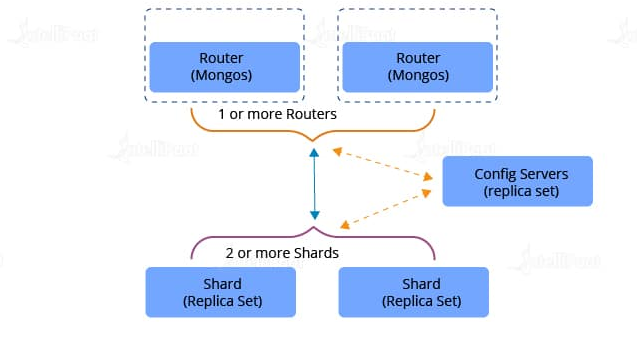 Router
(Mongos)
Router
(Mongos)
1 or more Routers
Config Servers
(replica set)
2 or more Shards
Shard
(Replica Set)
Shard
(Replica Set)